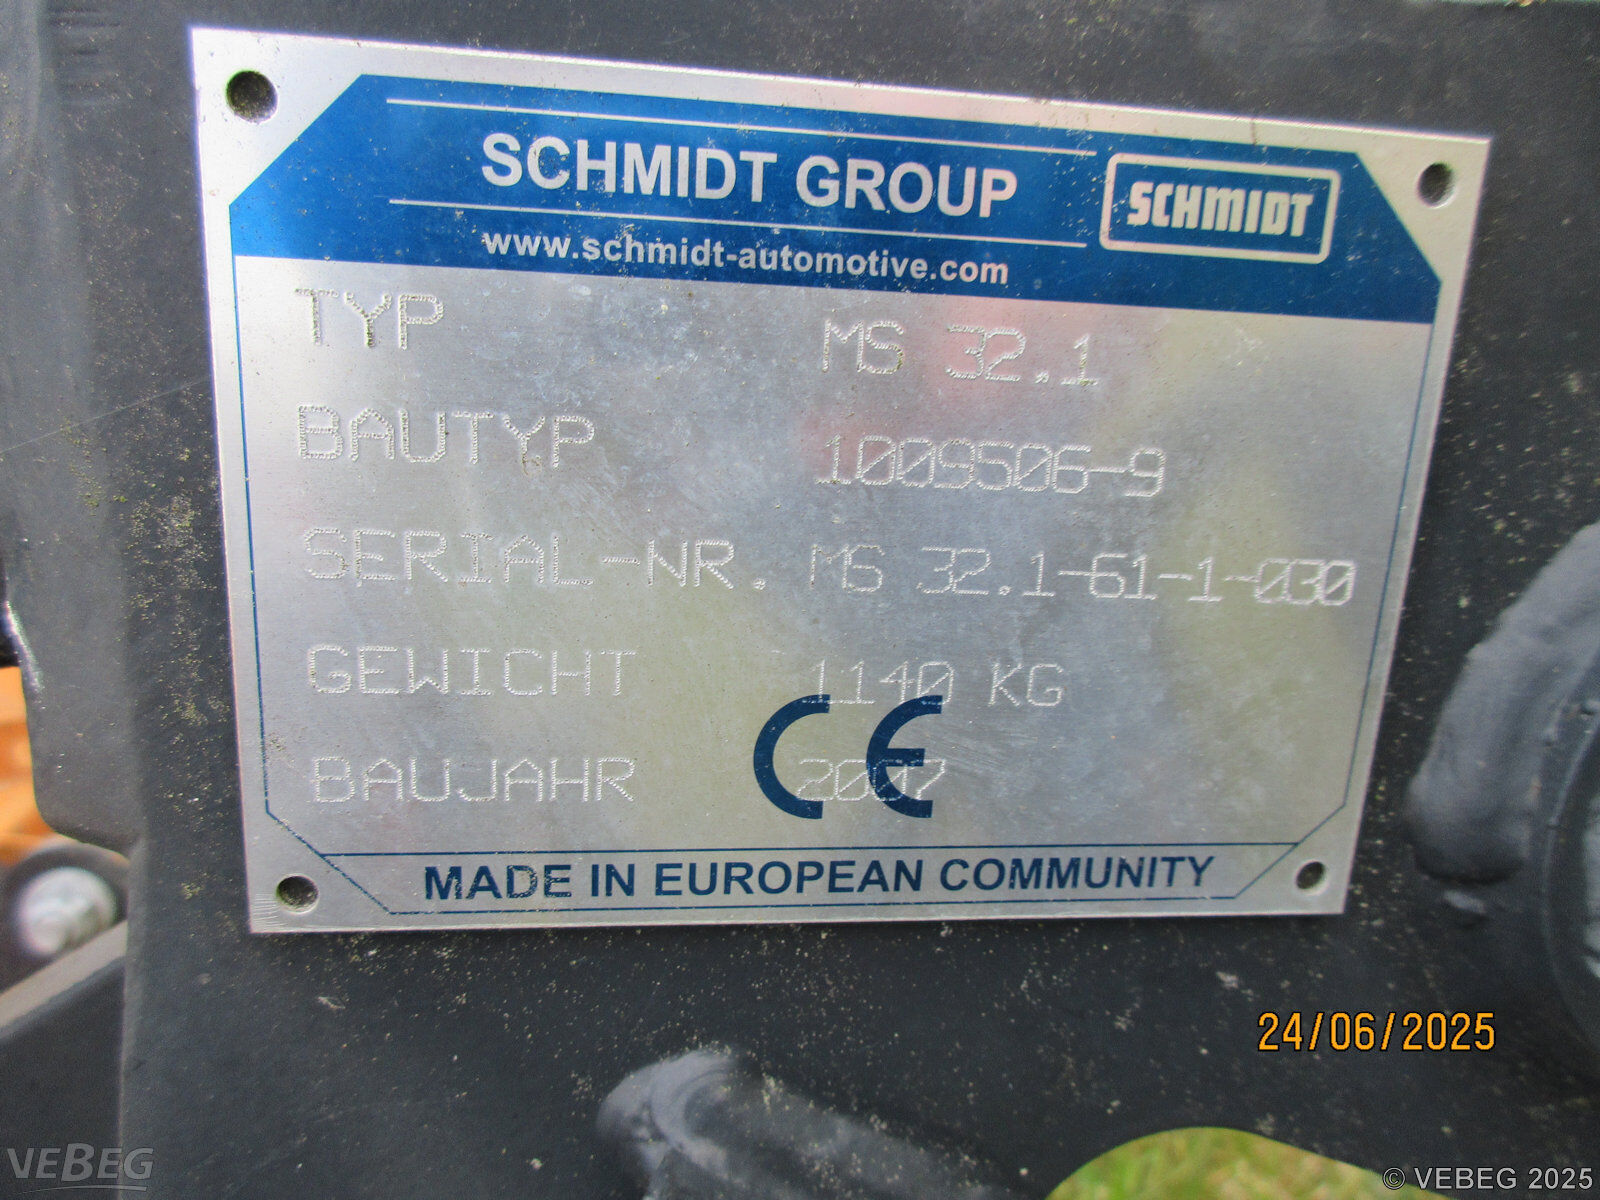 SCHMIDT GROUP
SCHMIDT
www.schmidt-automotive.com
TYP MS 32.1
BAUTYP 1009506-9
SERIAL-NR. MS 32.1-61-1-030
GEWICHT 1140 KG
CE
BAUJAHR 2007
MADE IN EUROPEAN COMMUNITY
24/06/2025
VEBEG
© VEBEG 2025